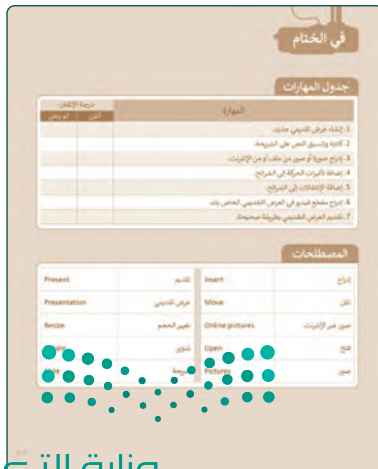 في الختام
جدول المهارات
المهارة
درجة الإتقان
أتقن
لم يتقن
1. إنشاء عرض تقديمي جديد.
2. كتابة وتنسيق النص على الشريحة.
3. إدراج صورة أو صور من ملف أو من الإنترنت.
4. إضافة تأثيرات الحركة إلى الشرائح.
5. إضافة الانتقالات إلى الشرائح.
6. إدراج مقطع فيديو في العرض التقديمي الخاص بك.
7. تقديم العرض التقديمي بطريقة صحيحة.
المصطلحات
إدراج Insert تقديم Present
نقل Move عرض تقديمي Presentation
صور عبر الإنترنت Online pictures تغيير الحجم Resize
فتح Open تدوير
صور Pictures